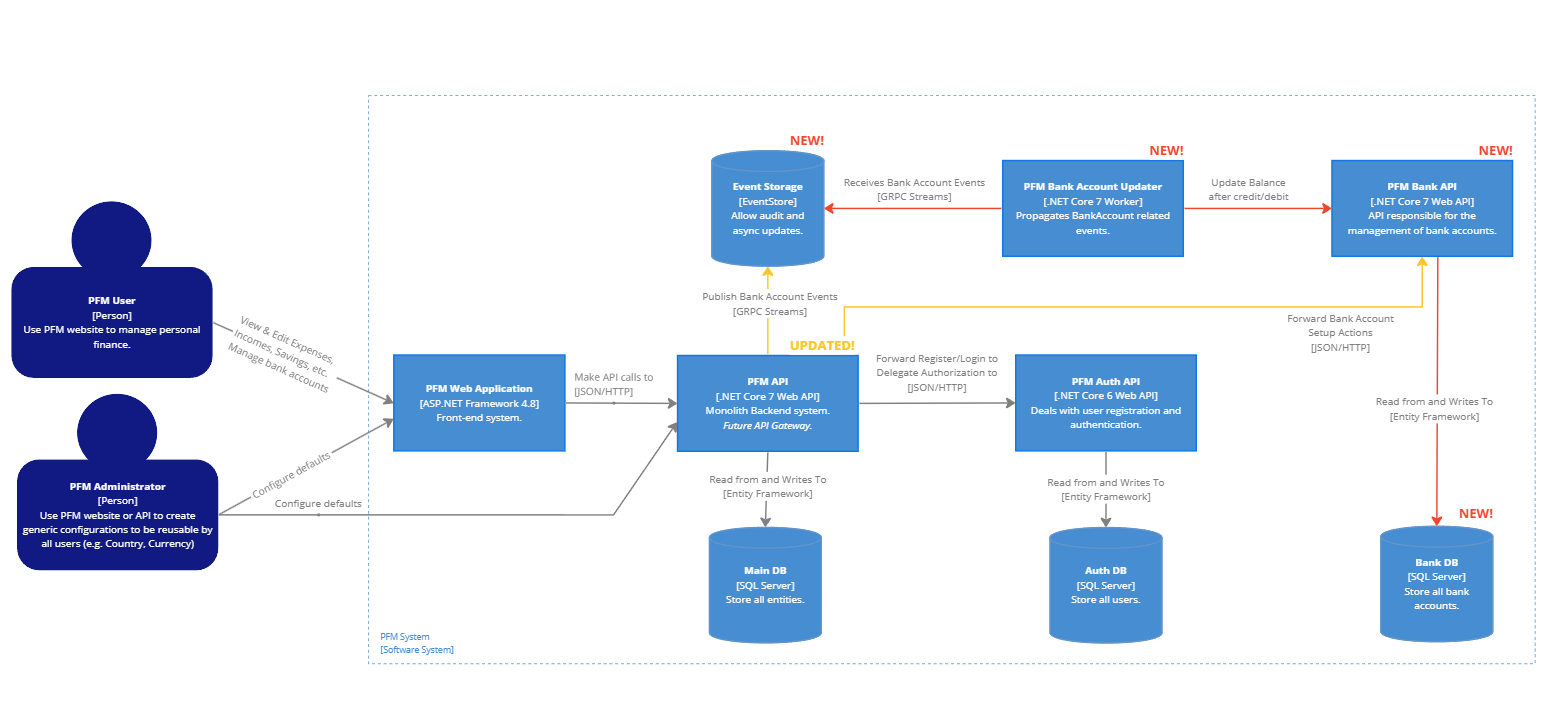 NEW!
Event Storage
[EventStore]
Allow audit and
async updates.
Receives Bank Account Events
[GRPC Streams]
NEW!
PFM Bank Account Updater
[.NET Core 7 Worker]
Propagates BankAccount related
events.
Update Balance
after credit/debit
NEW!
PFM Bank API
[.NET Core 7 Web API]
API responsible for the
management of bank accounts.
PFM User
[Person]
Use PFM website to manage personal
finance.
View & Edit Expenses,
Incomes, Savings, etc.
Manage bank accounts
Publish Bank Account Events
[GRPC Streams]
Forward Bank Account
Setup Actions
[JSON/HTTP]
PFM Web Application
[ASP.NET Framework 4.8]
Front-end system.
Make API calls to
[JSON/HTTP]
UPDATED!
PFM API
[.NET Core 7 Web API]
Monolith Backend system.
Future API Gateway.
Forward Register/Login to
Delegate Authorization to
[JSON/HTTP]
PFM Auth API
[.NET Core 6 Web API]
Deals with user registration and
authentication.
Read from and Writes To
[Entity Framework]
PFM Administrator
[Person]
Use PFM website or API to create
generic configurations to be reusable by
all users (e.g. Country, Currency)
Configure defaults
Configure defaults
Read from and Writes To
[Entity Framework]
Read from and Writes To
[Entity Framework]
Main DB
[SQL Server]
Store all entities.
Auth DB
[SQL Server]
Store all users.
NEW!
Bank DB
[SQL Server]
Store all bank
accounts.
PFM System
[Software System]